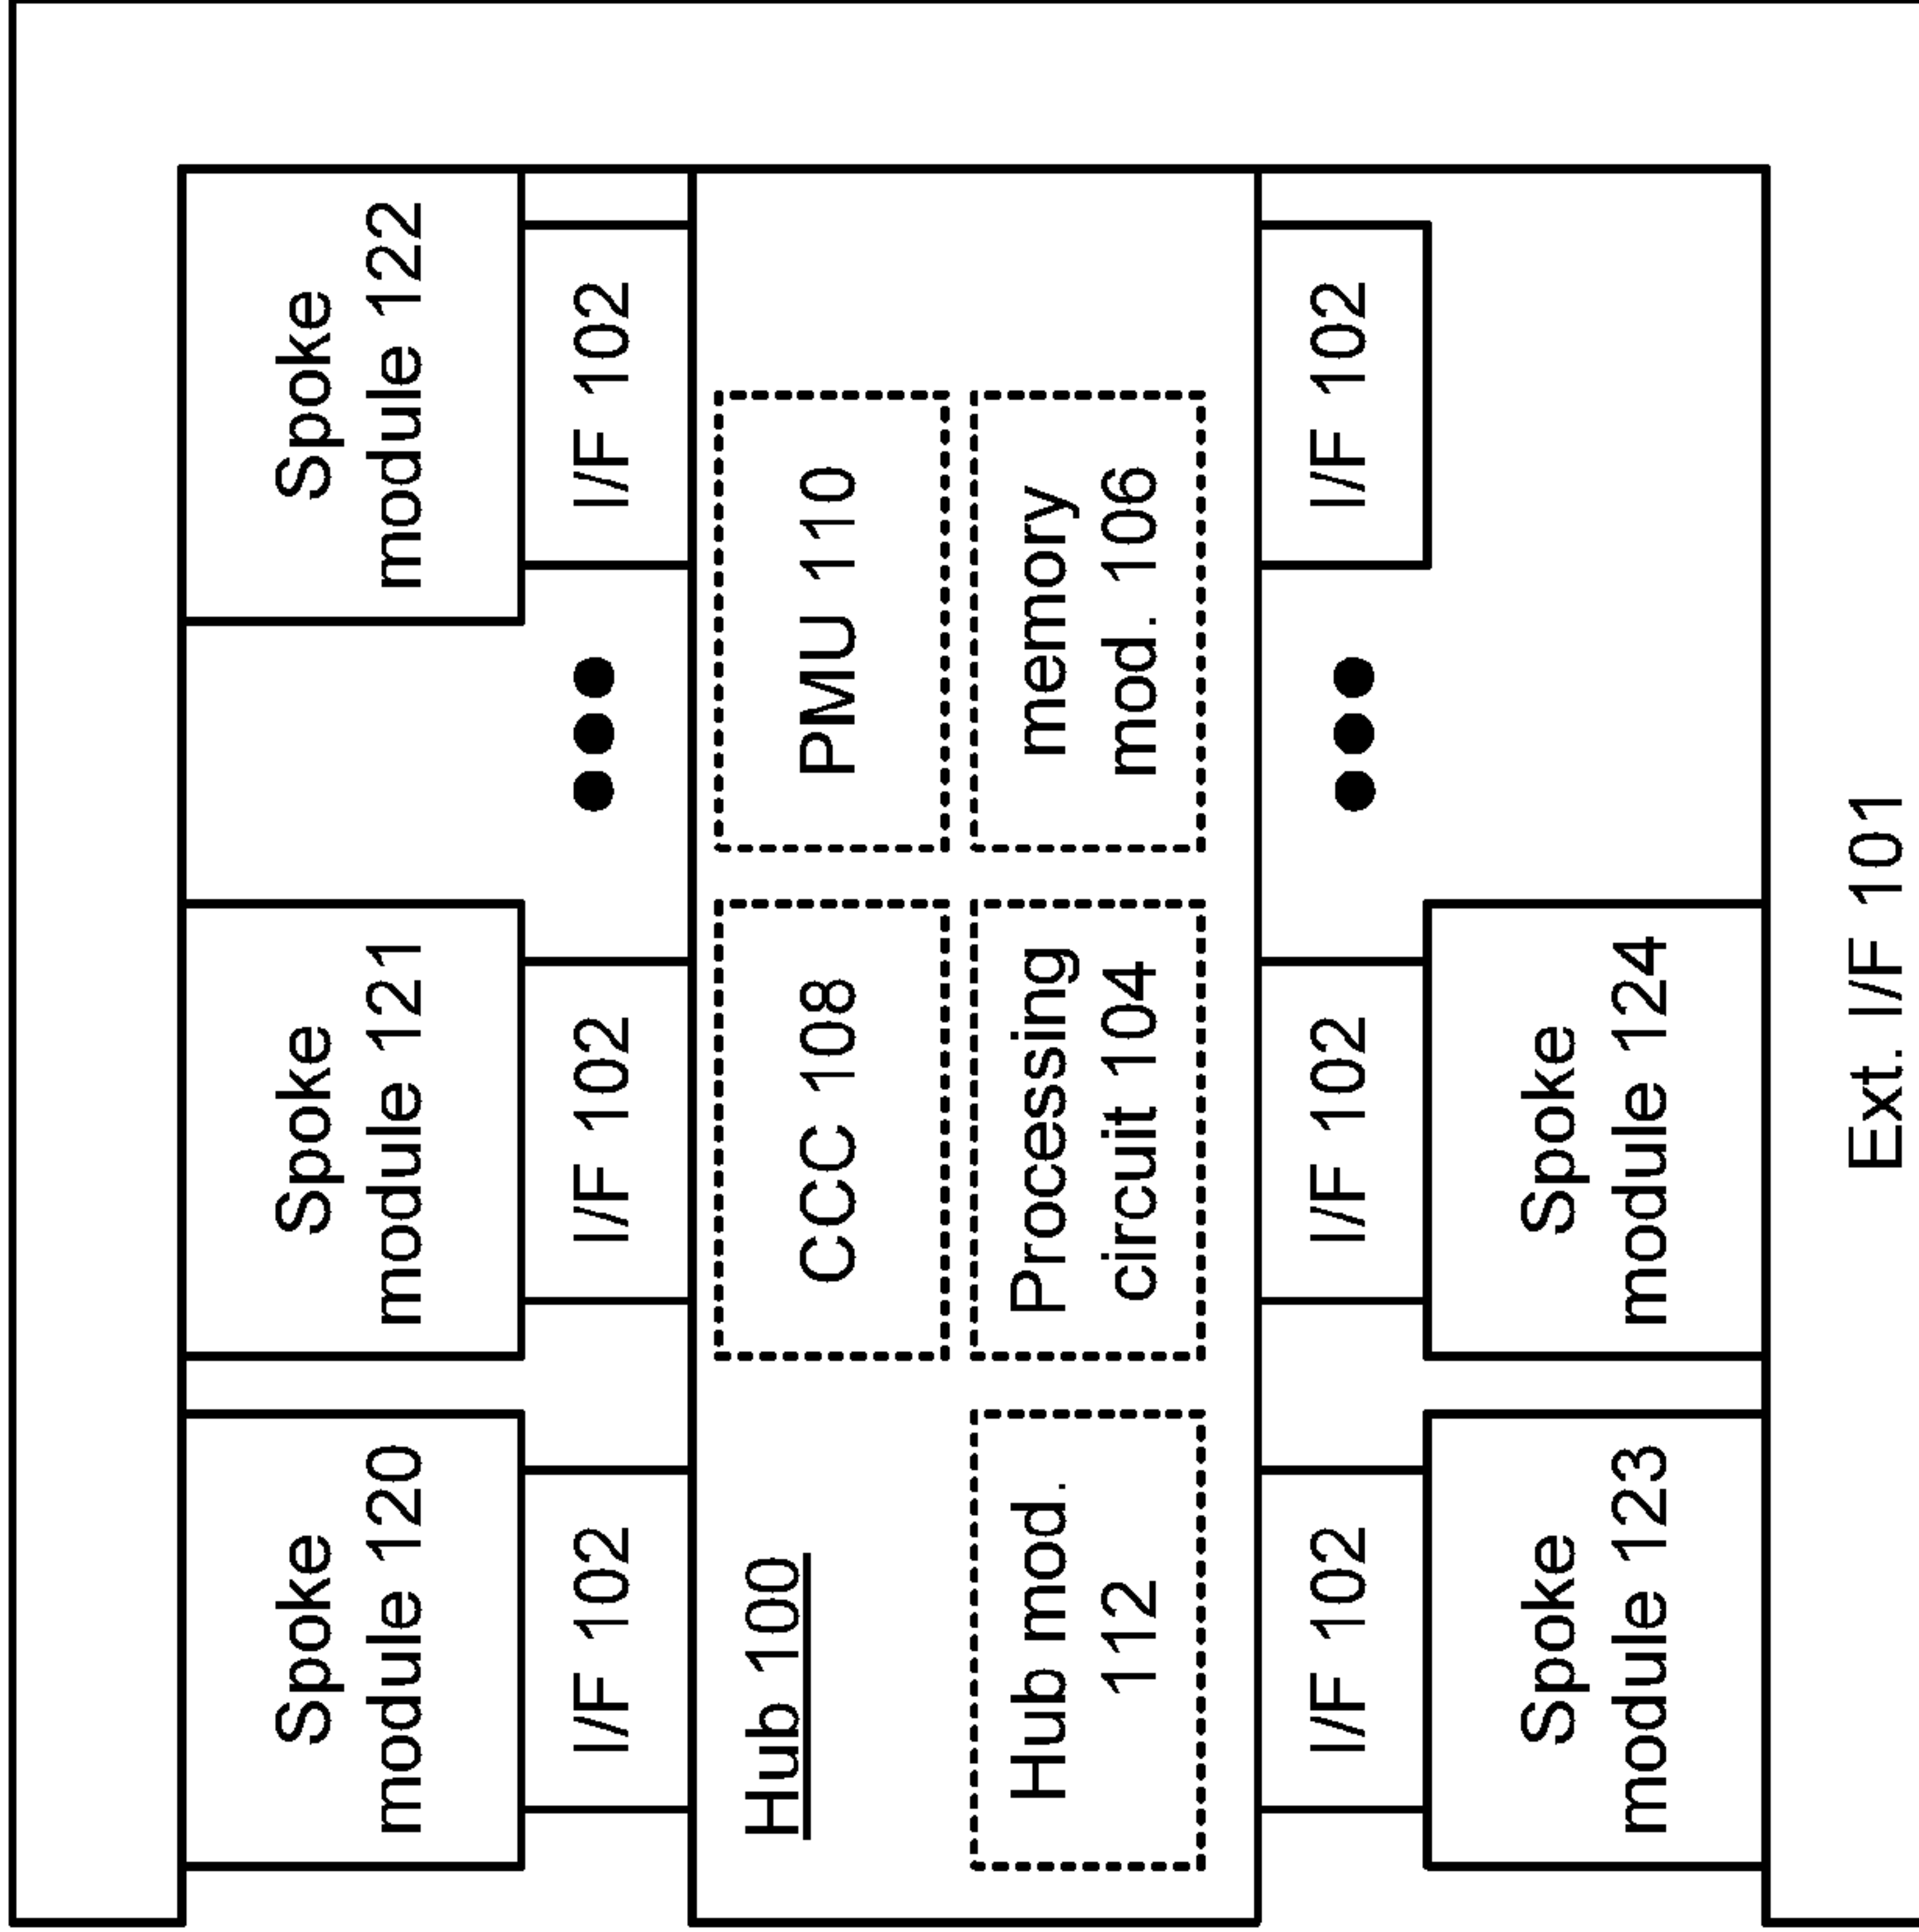 Spoke
module 120
Spoke
module 121
Spoke
module 122
I/F 102
I/F 102
I/F 102
Hub 100
CCC 108
PMU 110
Hub mod.
112
Processing
circuit 104
memory
mod. 106
I/F 102
I/F 102
I/F 102
Spoke
module 123
Spoke
module 124
Ext. I/F 101